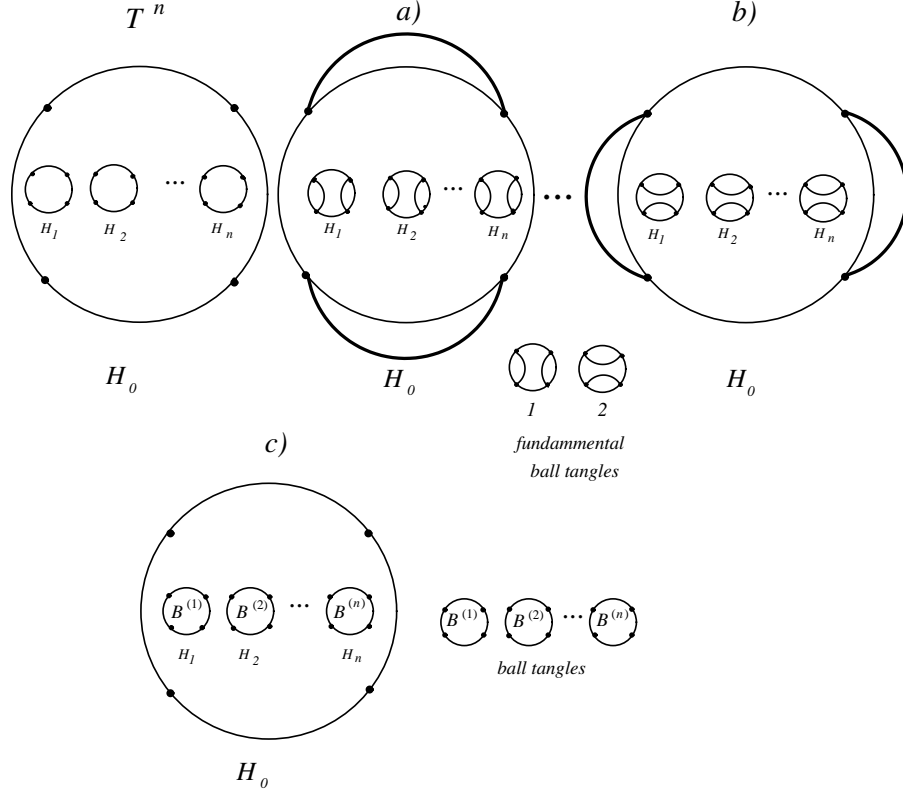 T^n a) b)
... ... ... ...
H_1 H_2 H_n H_1 H_2 H_n H_1 H_2 H_n
H_0 H_0 H_0
1 2
fundammental
ball tangles
c)
B^(1) B^(2) ... B^(n) B^(1) B^(2) ... B^(n)
H_1 H_2 H_n
ball tangles
H_0